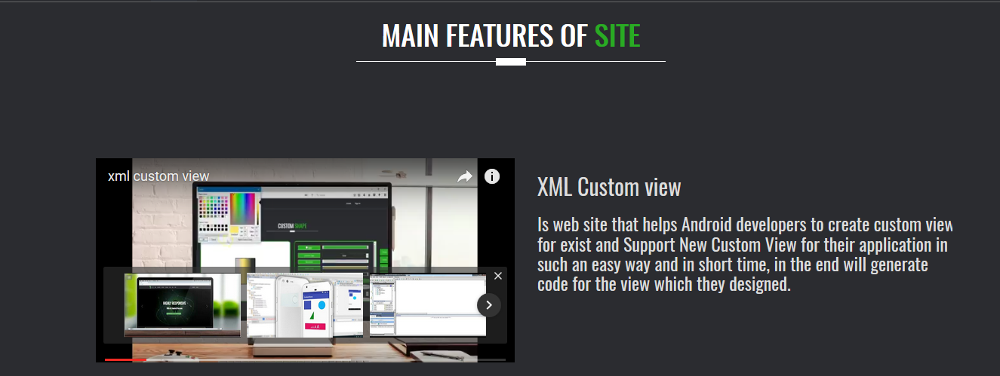 MAIN FEATURES OF SITE
xml custom view
CUSTOM SHAPE
HIGHLY RESPONSIVE
XML Custom view
Is web site that helps Android developers to create custom view
for exist and Support New Custom View for their application in
such an easy way and in short time, in the end will generate
code for the view which they designed.